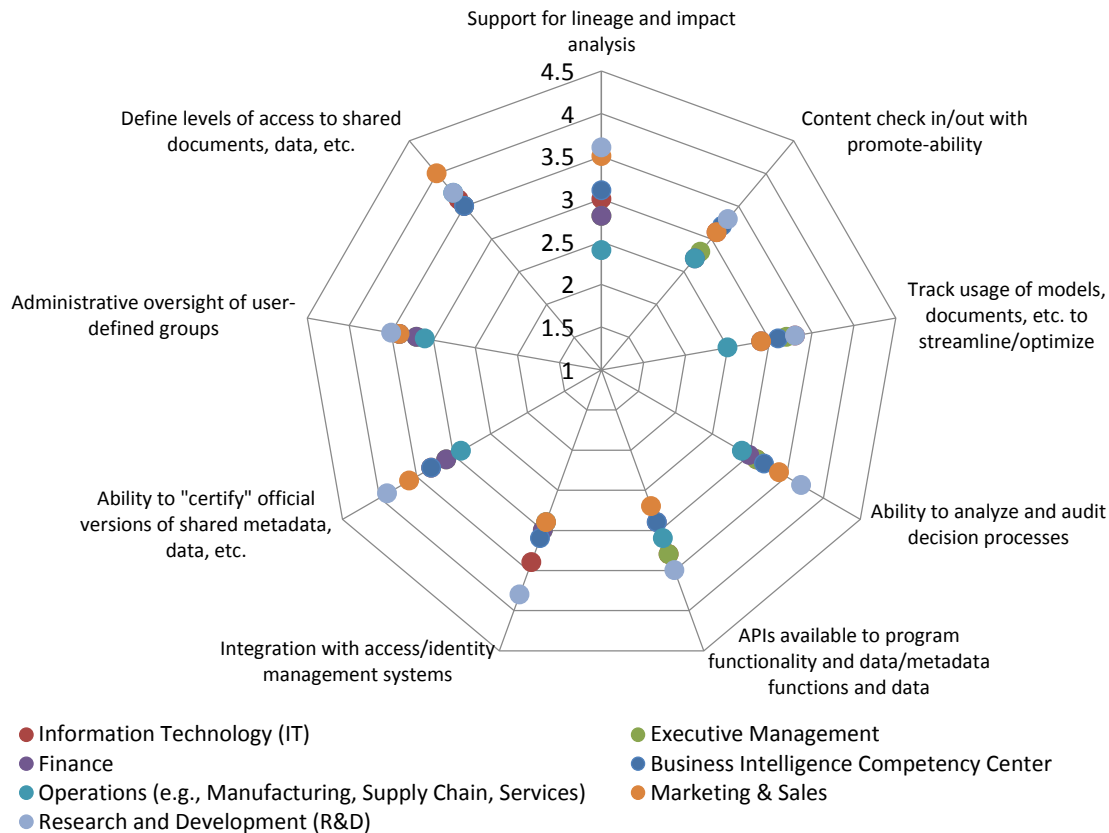 Support for lineage and impact
analysis
Content check in/out with
promote-ability
Track usage of models,
documents, etc. to
streamline/optimize
Ability to analyze and audit
decision processes
APIs available to program
functionality and data/metadata
functions and data
Integration with access/identity
management systems
Ability to "certify" official
versions of shared metadata,
data, etc.
Administrative oversight of user-
defined groups
Define levels of access to shared
documents, data, etc.
4.5
4
3.5
3
2.5
2
1.5
1
Information Technology (IT)
Executive Management
Finance
Business Intelligence Competency Center
Operations (e.g., Manufacturing, Supply Chain, Services)
Marketing & Sales
Research and Development (R&D)